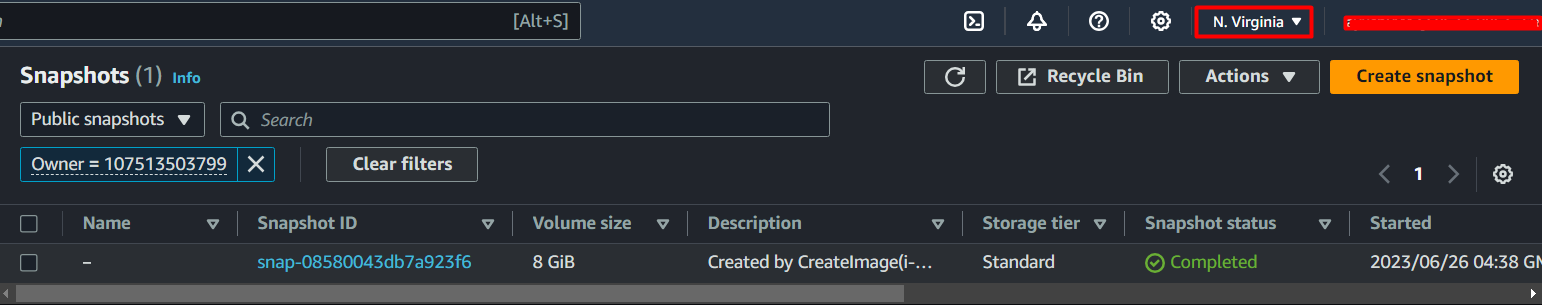 [Alt+S] N. Virginia
Snapshots (1) Info Recycle Bin Actions Create snapshot
Public snapshots Search
Owner = 107513503799 Clear filters
1
Name Snapshot ID Volume size Description Storage tier Snapshot status Started
– snap-08580043db7a923f6 8 GiB Created by CreateImage(i-... Standard Completed 2023/06/26 04:38